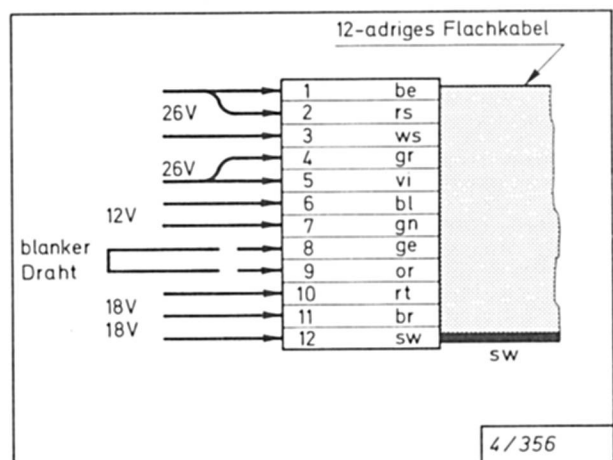 12-adriges Flachkabel
1 be
26V 2 rs
3 ws
26V 4 gr
5 vi
6 bl
12V 7 gn
blanker 8 ge
Draht 9 or
10 rt
18V 11 br
18V 12 sw
sw
4/356